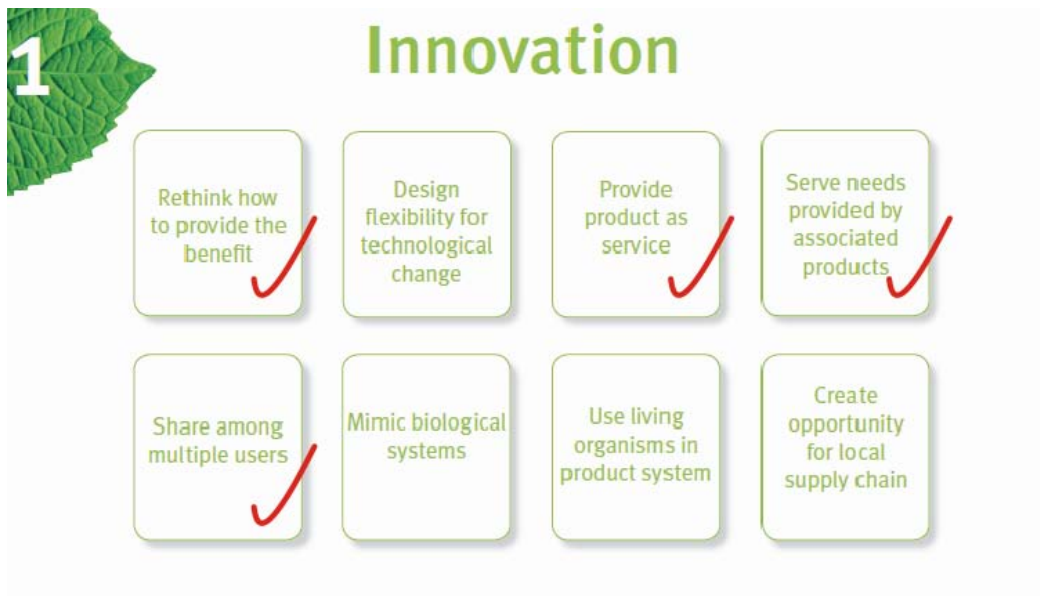 1
Innovation
Rethink how
to provide the
benefit
Design
flexibility for
technological
change
Provide
product as
service
Serve needs
provided by
associated
products
Share among
multiple users
Mimic biological
systems
Use living
organisms in
product system
Create
opportunity
for local
supply chain